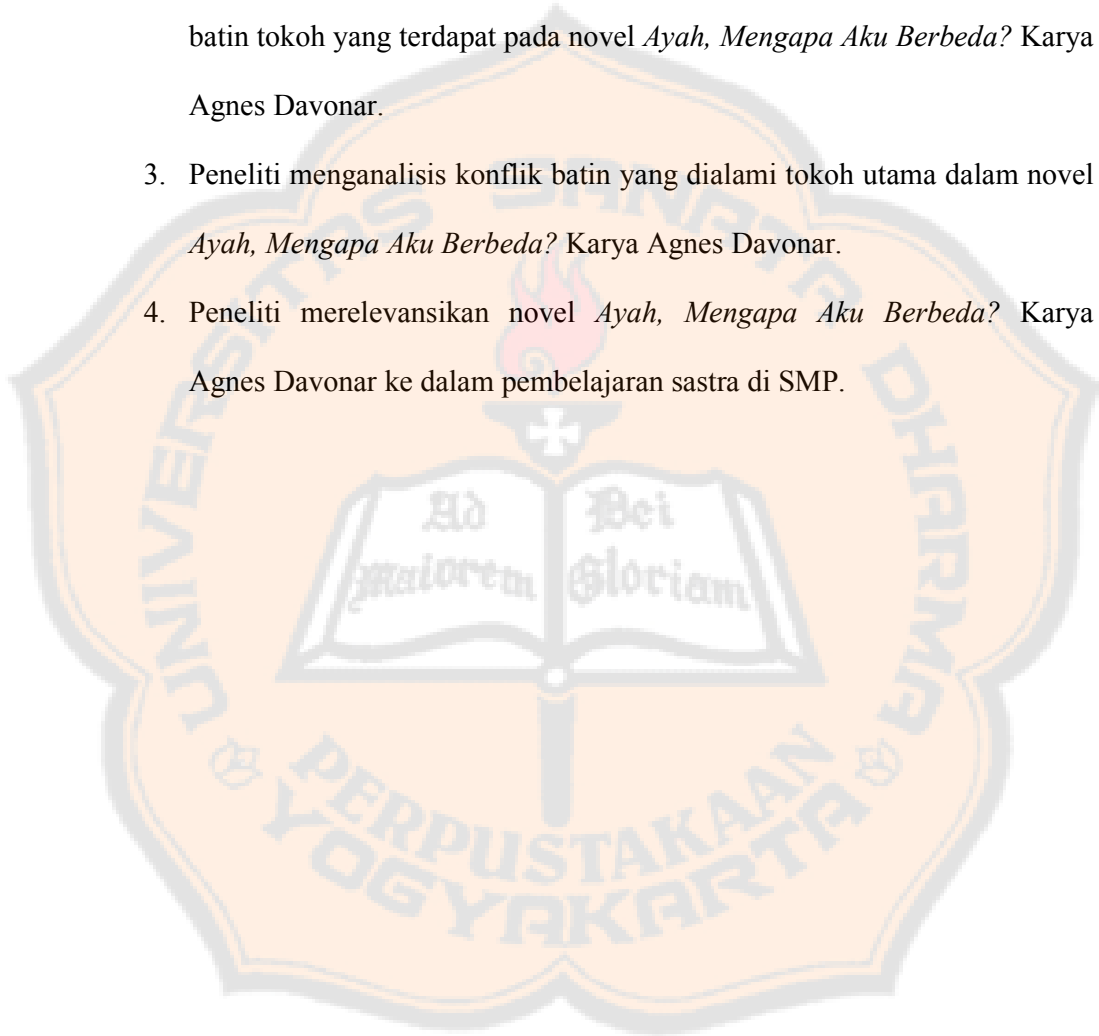 batin tokoh yang terdapat pada novel Ayah, Mengapa Aku Berbeda? Karya
Agnes Davonar.
3. Peneliti menganalisis konflik batin yang dialami tokoh utama dalam novel
Ayah, Mengapa Aku Berbeda? Karya Agnes Davonar.
4. Peneliti merelevansikan novel Ayah, Mengapa Aku Berbeda? Karya
Agnes Davonar ke dalam pembelajaran sastra di SMP.
UNIVERSITAS SANATA DHARMA
Ad
Maiorem
Dei
Gloriam
PERPUSTAKAAN
YOGYAKARTA